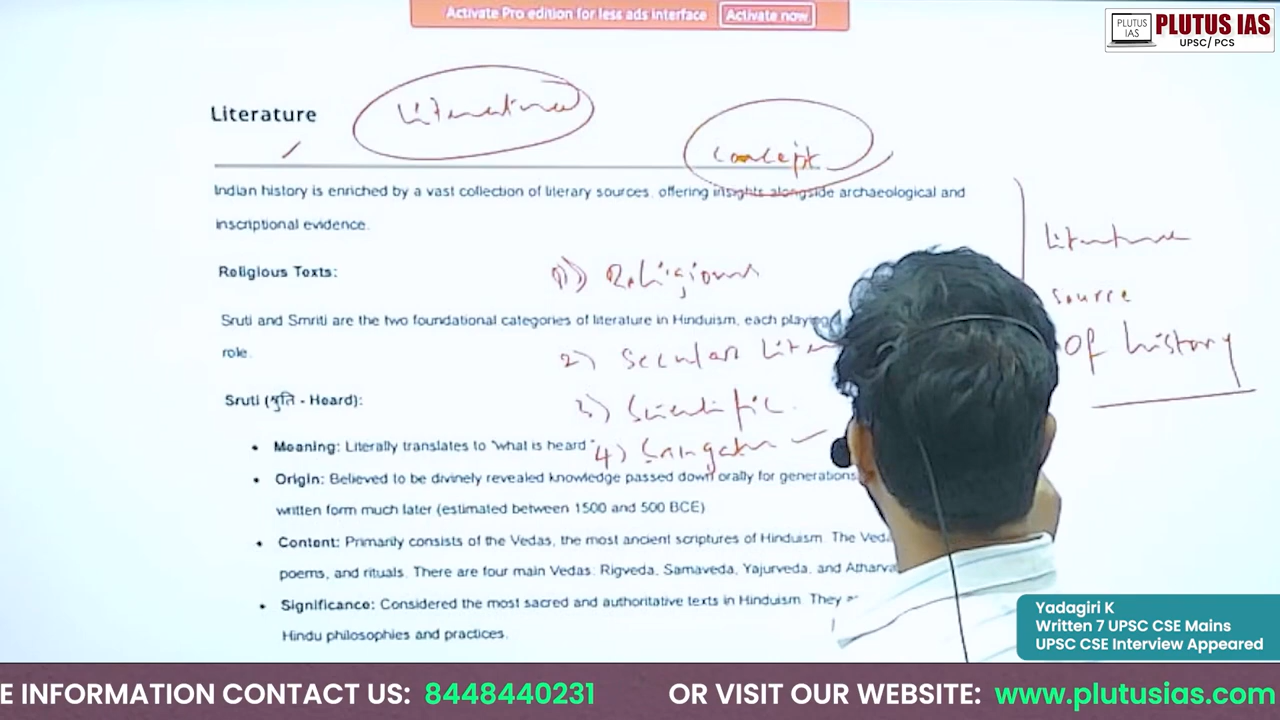 Activate Pro edition for less ads interface Activate now
PLUTUS IAS
PLUTUS IAS
UPSC/ PCS
Literature
Literature
concept
Indian history is enriched by a vast collection of literary sources, offering insights alongside archaeological and
inscriptional evidence.
Literature
source
Of history
Religious Texts:
1) Religious
Sruti and Smriti are the two foundational categories of literature in Hinduism, each playing
role.
2) Secular Liter
Sruti (श्रुति - Heard):
3) Scientific.
Meaning: Literally translates to "what is heard"
4) Sangam
Origin: Believed to be divinely revealed knowledge passed down orally for generations
written form much later (estimated between 1500 and 500 BCE)
Content: Primarily consists of the Vedas, the most ancient scriptures of Hinduism. The Veda
poems, and rituals. There are four main Vedas: Rigveda, Samaveda, Yajurveda, and Atharva
Significance: Considered the most sacred and authoritative texts in Hinduism. They
Hindu philosophies and practices.
Yadagiri K
Written 7 UPSC CSE Mains
UPSC CSE Interview Appeared
E INFORMATION CONTACT US: 8448440231 OR VISIT OUR WEBSITE: www.plutusias.com